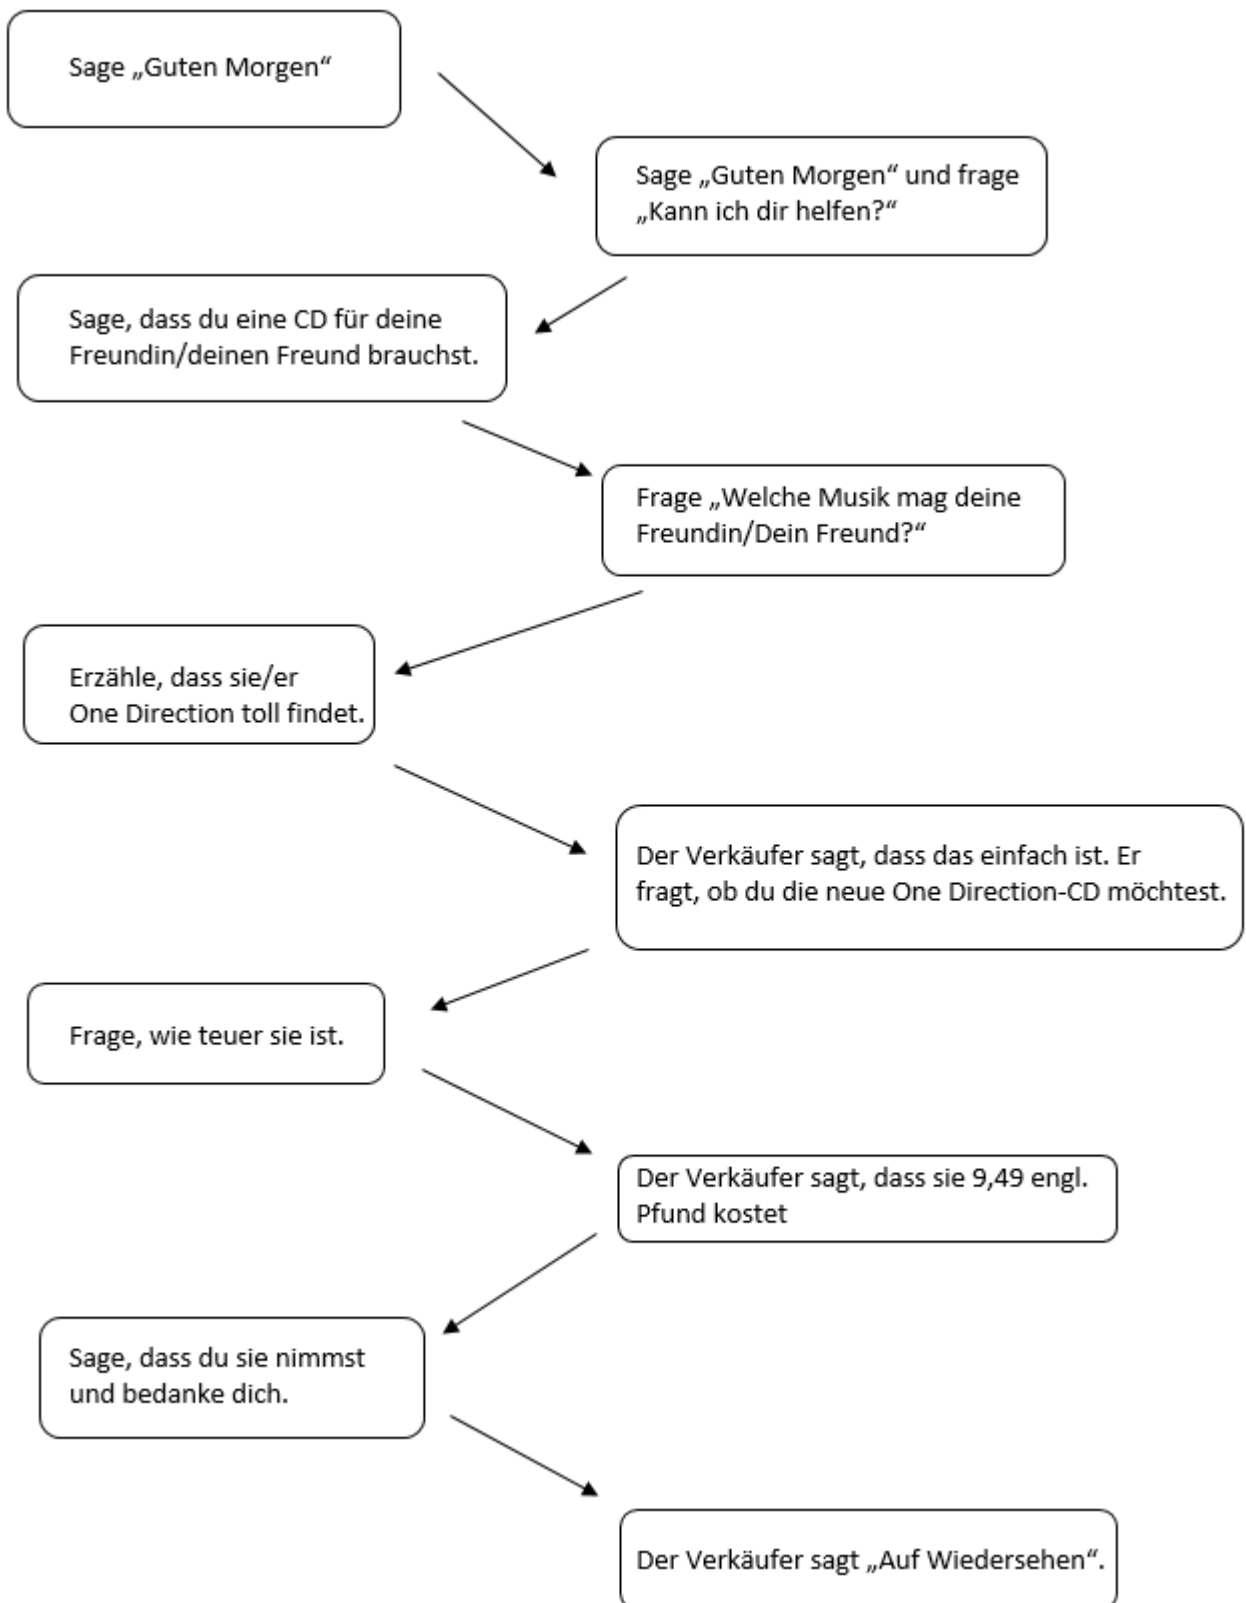 Sage „Guten Morgen“
Sage „Guten Morgen“ und frage
„Kann ich dir helfen?“
Sage, dass du eine CD für deine
Freundin/deinen Freund brauchst.
Frage „Welche Musik mag deine
Freundin/Dein Freund?“
Erzähle, dass sie/er
One Direction toll findet.
Der Verkäufer sagt, dass das einfach ist. Er
fragt, ob du die neue One Direction-CD möchtest.
Frage, wie teuer sie ist.
Der Verkäufer sagt, dass sie 9,49 engl.
Pfund kostet
Sage, dass du sie nimmst
und bedanke dich.
Der Verkäufer sagt „Auf Wiedersehen“.